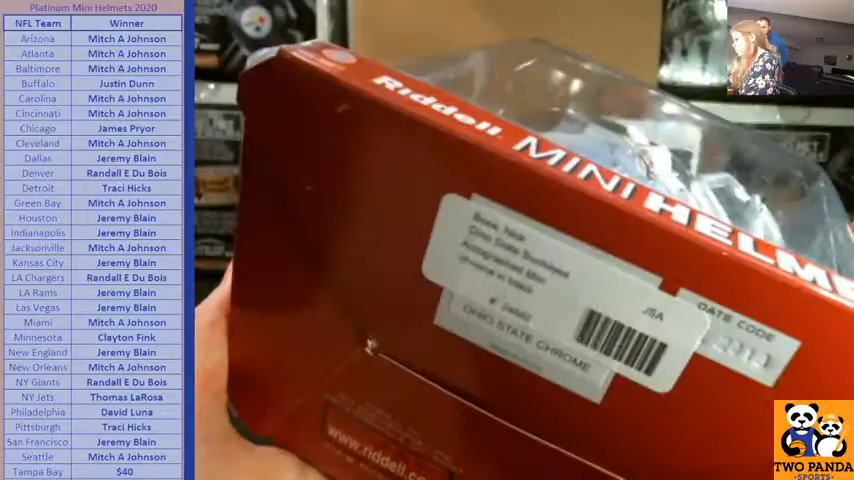 Platinum Mini Helmets 2020
NFL Team Winner
Arizona Mitch A Johnson
Atlanta Mitch A Johnson
Baltimore Mitch A Johnson
Buffalo Justin Dunn
Carolina Mitch A Johnson
Cincinnati Mitch A Johnson
Chicago James Pryor
Cleveland Mitch A Johnson
Dallas Jeremy Blain
Denver Randall E Du Bois
Detroit Traci Hicks
Green Bay Mitch A Johnson
Houston Jeremy Blain
Indianapolis Jeremy Blain
Jacksonville Mitch A Johnson
Kansas City Jeremy Blain
LA Chargers Randall E Du Bois
LA Rams Jeremy Blain
Las Vegas Jeremy Blain
Miami Mitch A Johnson
Minnesota Clayton Fink
New England Jeremy Blain
New Orleans Mitch A Johnson
NY Giants Randall E Du Bois
NY Jets Thomas LaRosa
Philadelphia David Luna
Pittsburgh Traci Hicks
San Francisco Jeremy Blain
Seattle Mitch A Johnson
Tampa Bay $40
Riddell MINI HELME
Nick
Ohio State Buckeyes
Autographed Mini
chrome w black
JSA
OHIO STATE CHROME
DATE CODE
www.riddell.co
TWO PANDA
SPORTS